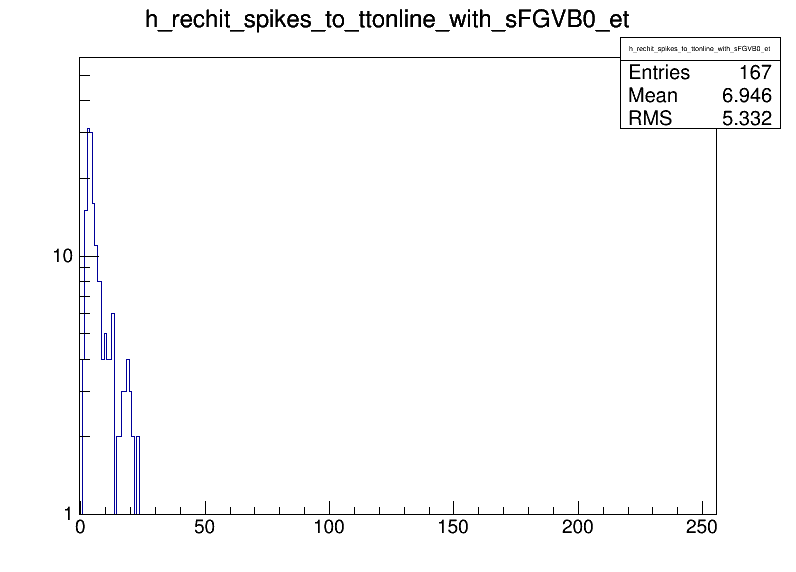 h_rechit_spikes_to_ttonline_with_sFGVB0_et
h_rechit_spikes_to_ttonline_with_sFGVB0_et
Entries 167
Mean 6.946
RMS 5.332
10
1
0 50 100 150 200 250